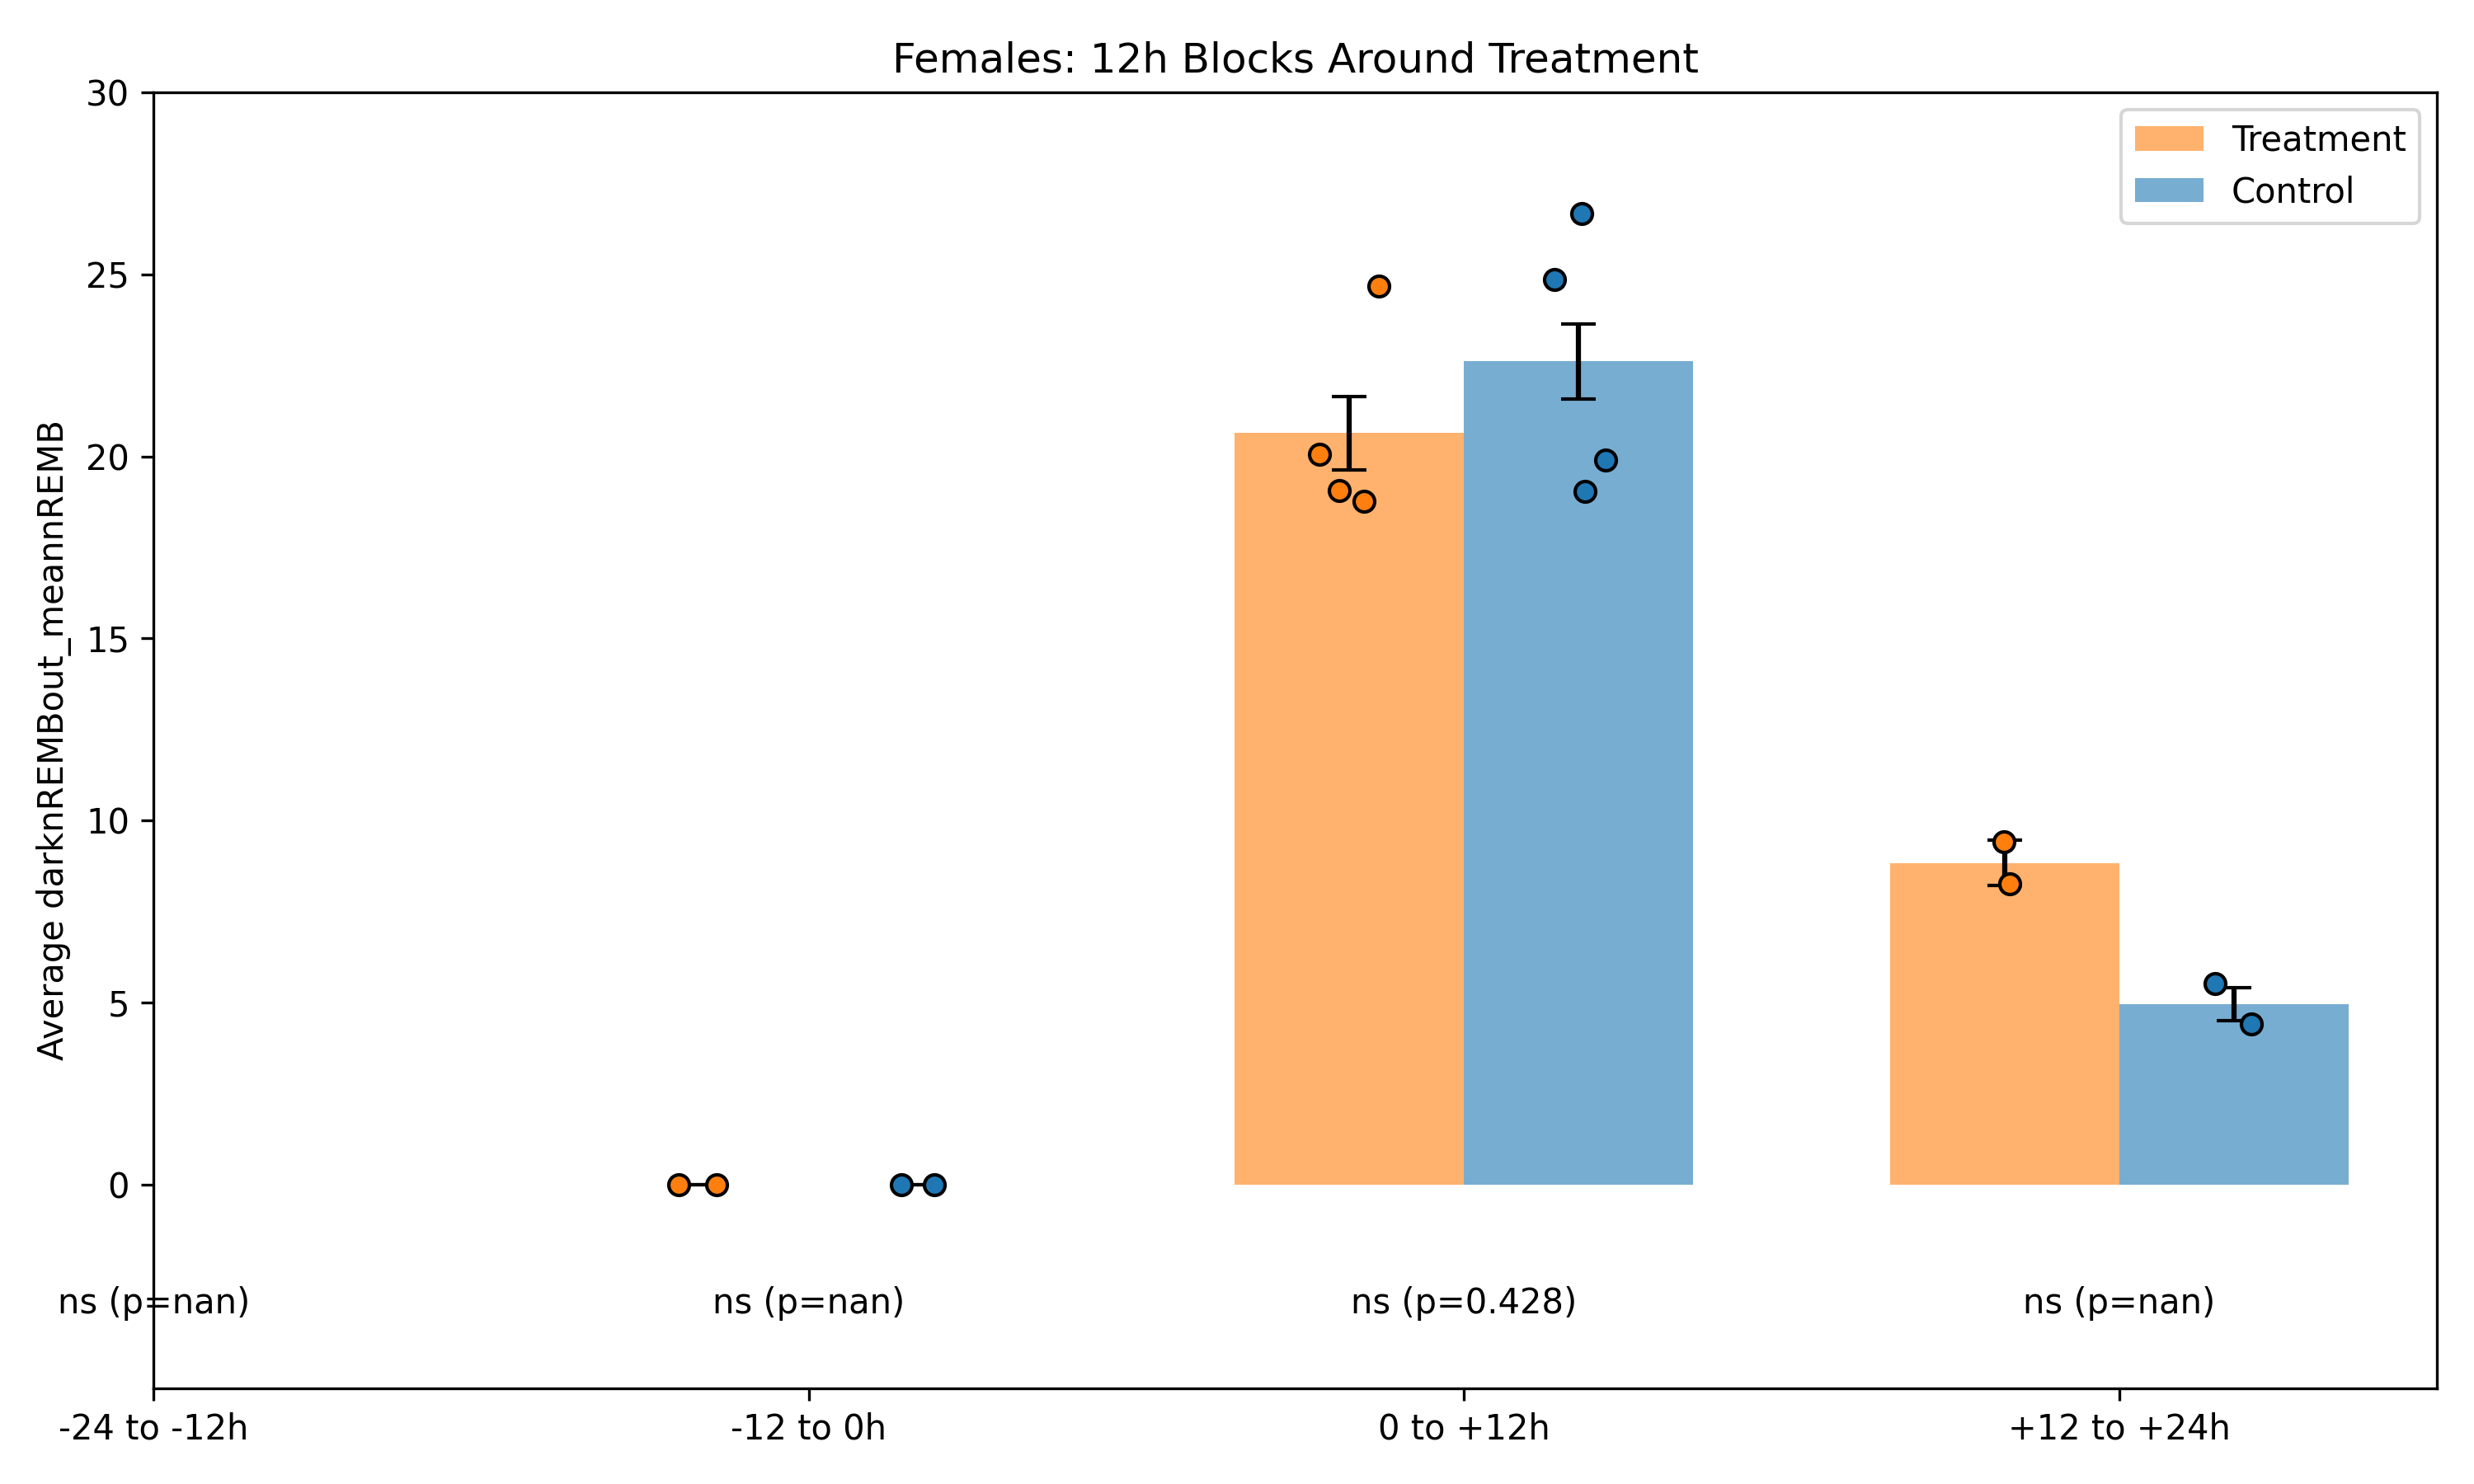 Females: 12h Blocks Around Treatment
Treatment
Control
Average darknREMBout_meannREMB
30
25
20
15
10
5
0
ns (p=nan)
ns (p=nan)
ns (p=0.428)
ns (p=nan)
-24 to -12h
-12 to 0h
0 to +12h
+12 to +24h